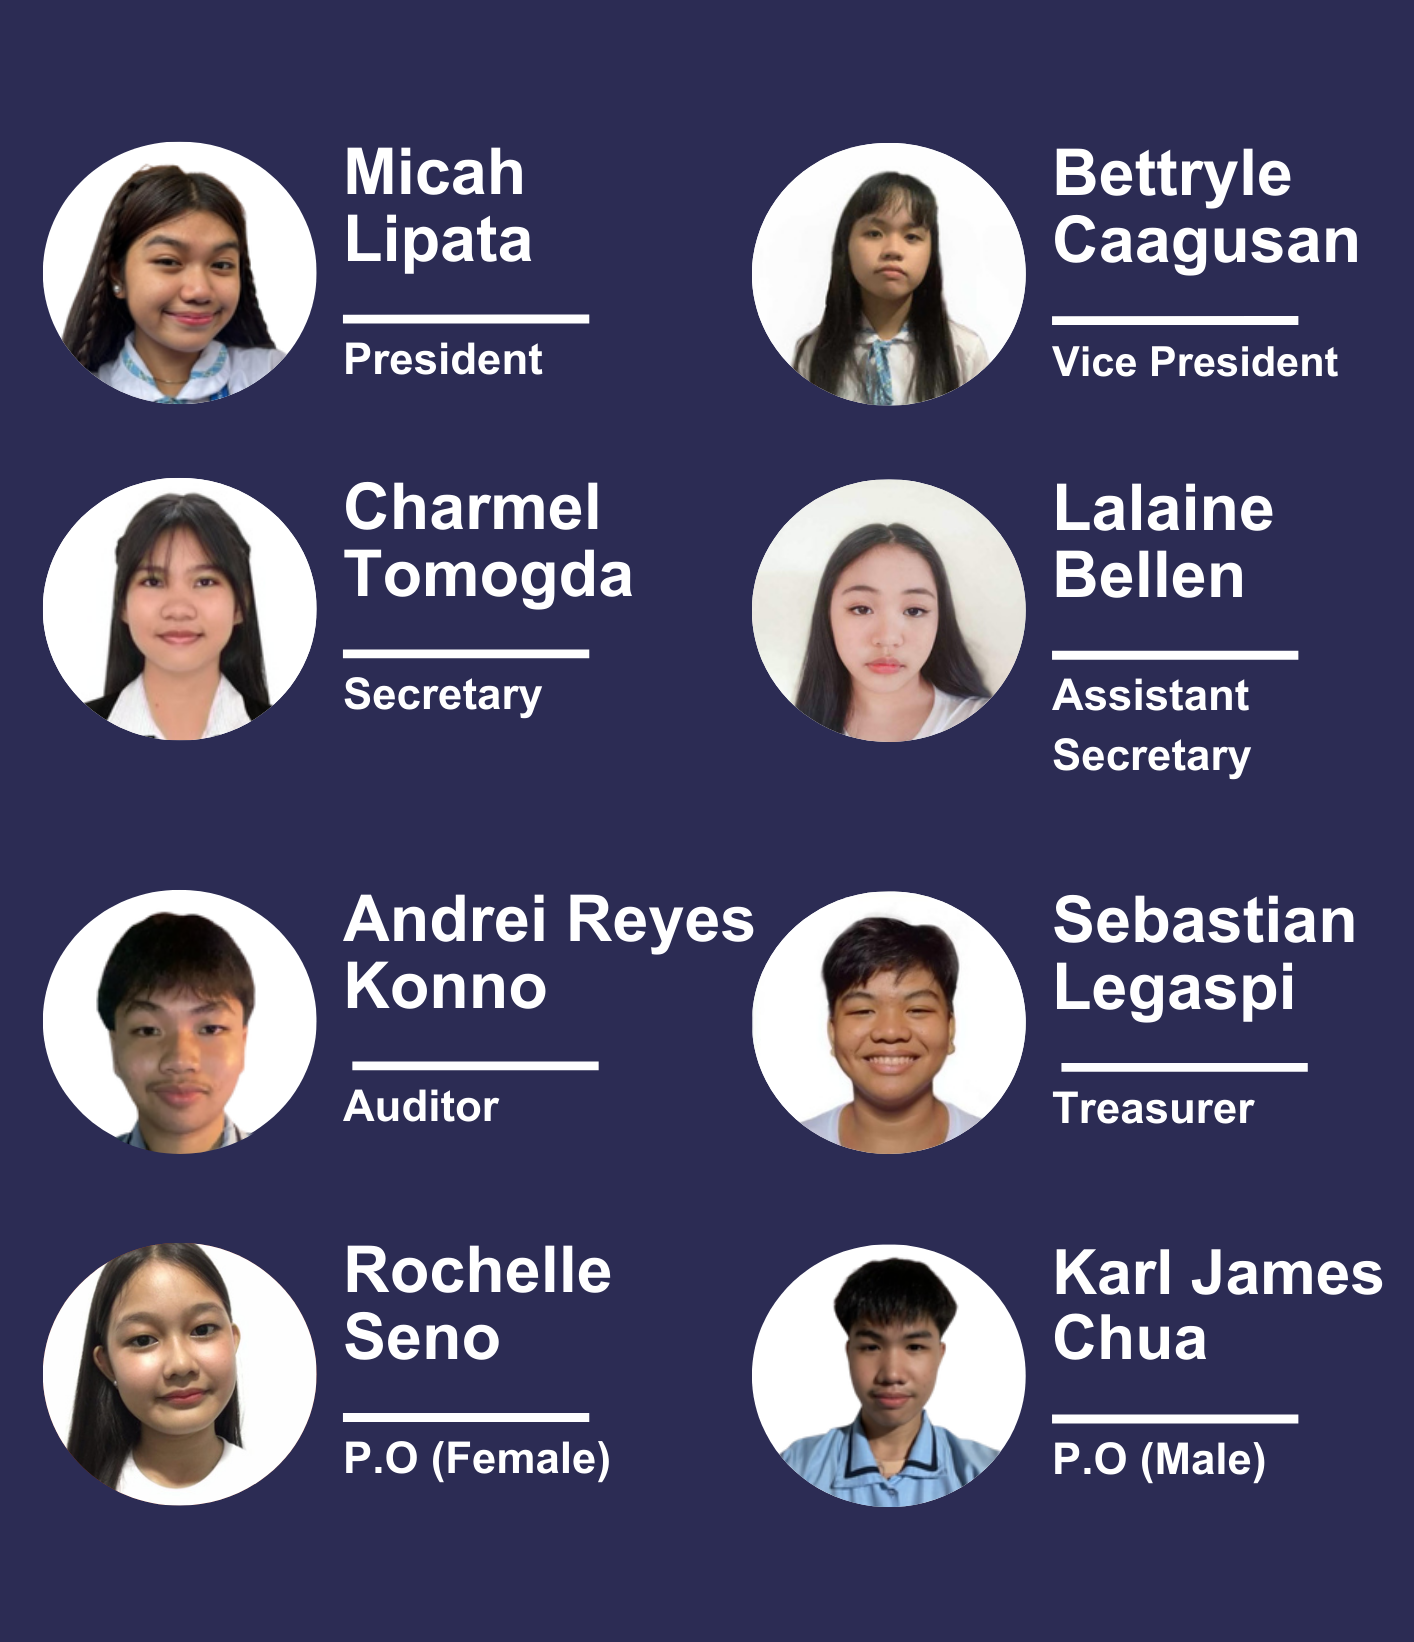 Micah
Lipata
President
Bettryle
Caagusan
Vice President
Charmel
Tomogda
Secretary
Lalaine
Bellen
Assistant
Secretary
Andrei Reyes
Konno
Auditor
Sebastian
Legaspi
Treasurer
Rochelle
Seno
P.O (Female)
Karl James
Chua
P.O (Male)